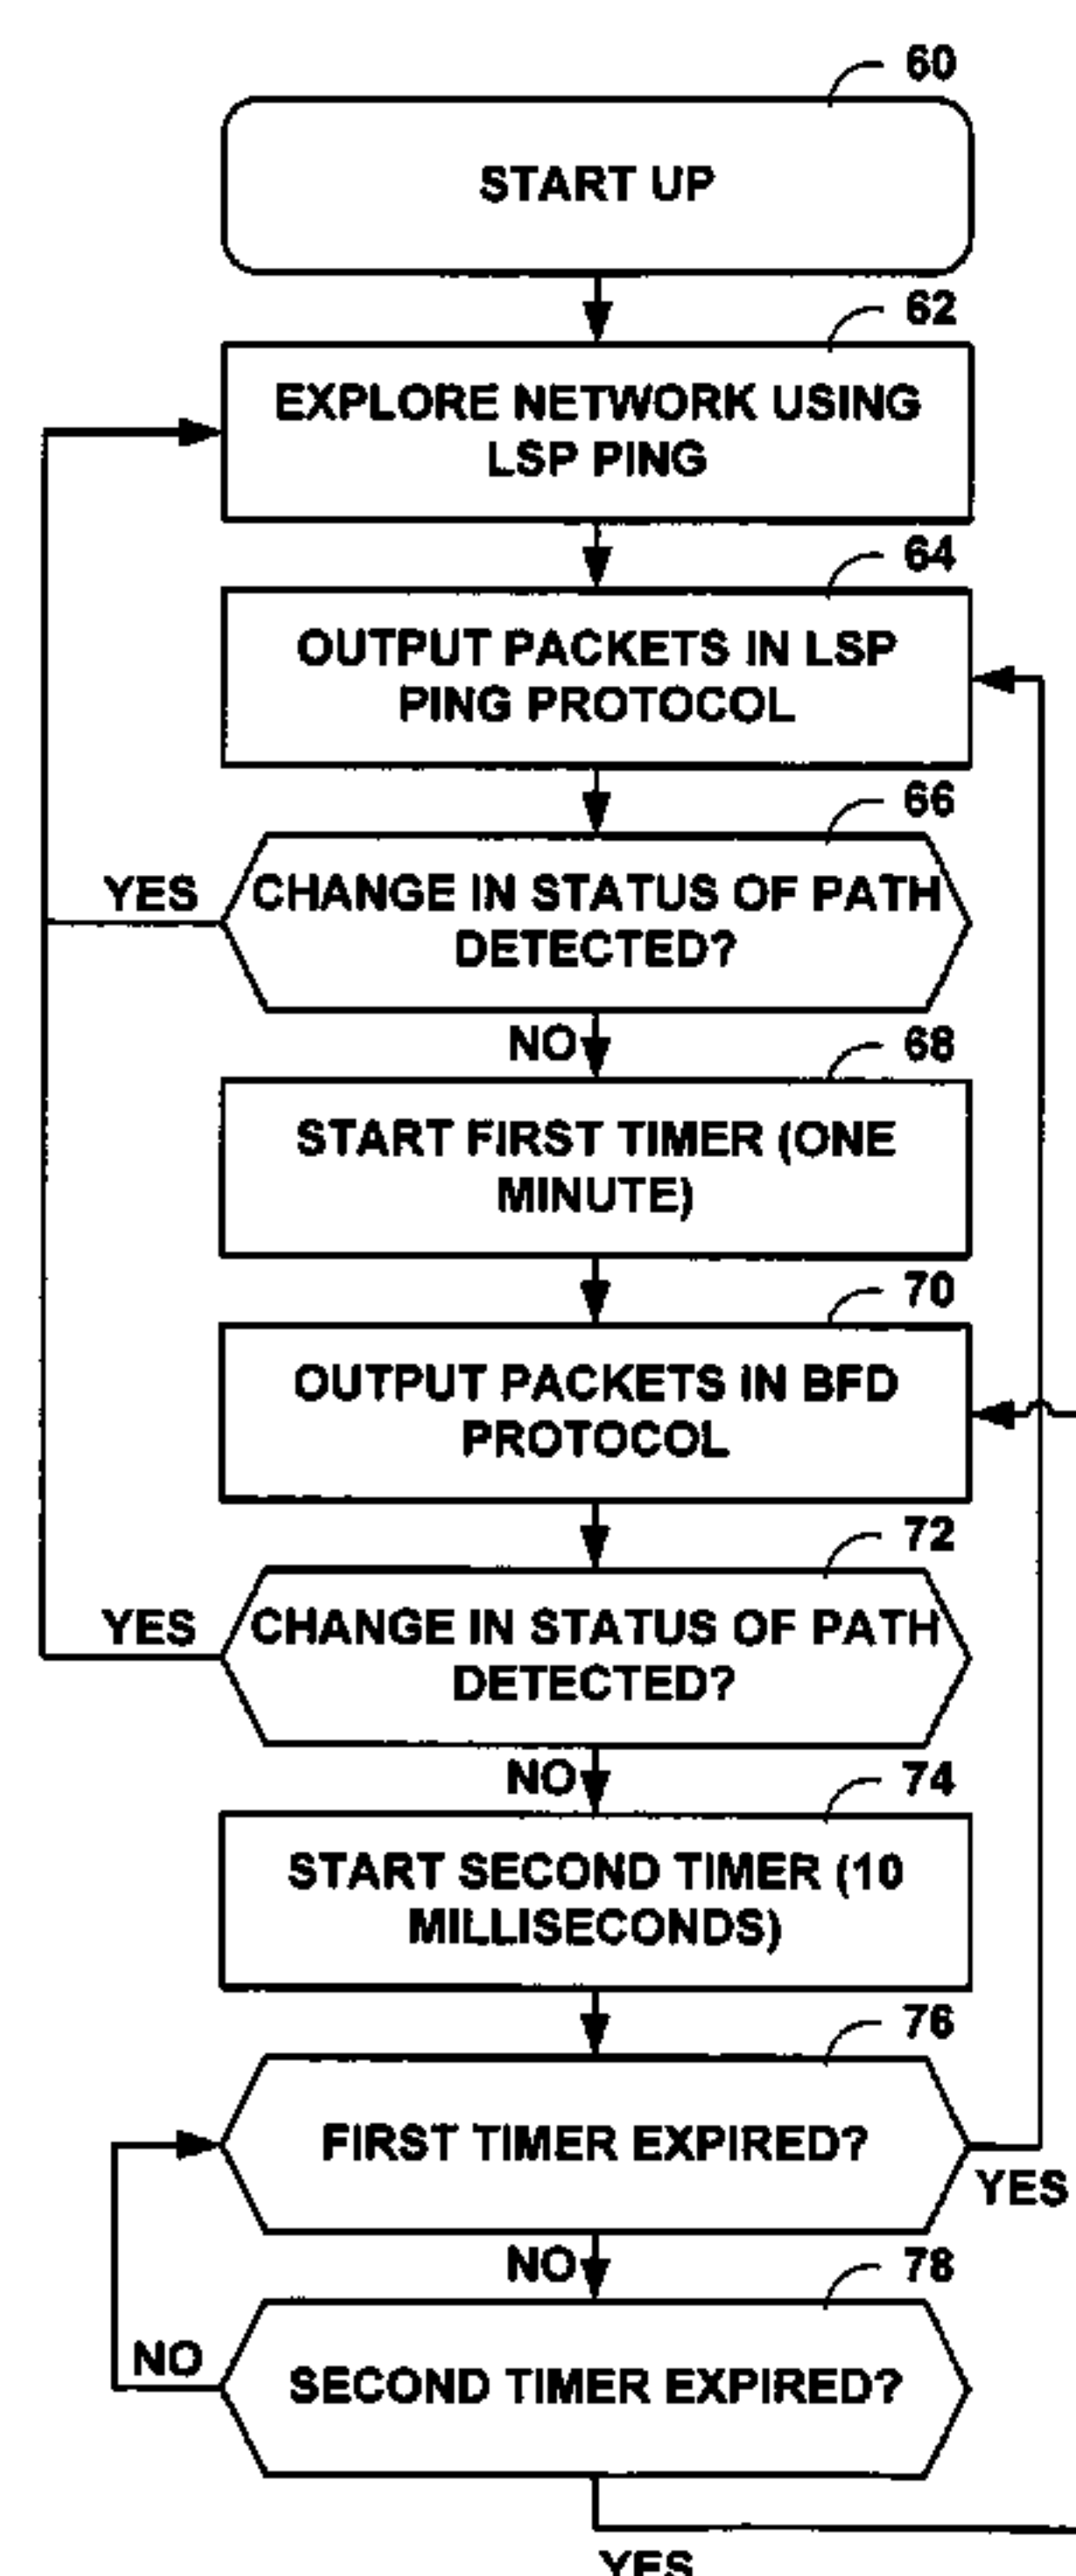 60
START UP
62
EXPLORE NETWORK USING
LSP PING
64
OUTPUT PACKETS IN LSP
PING PROTOCOL
66
YES
CHANGE IN STATUS OF PATH
DETECTED?
NO
68
START FIRST TIMER (ONE
MINUTE)
70
OUTPUT PACKETS IN BFD
PROTOCOL
72
YES
CHANGE IN STATUS OF PATH
DETECTED?
NO
74
START SECOND TIMER (10
MILLISECONDS)
76
FIRST TIMER EXPIRED?
YES
NO
78
NO
SECOND TIMER EXPIRED?
YES